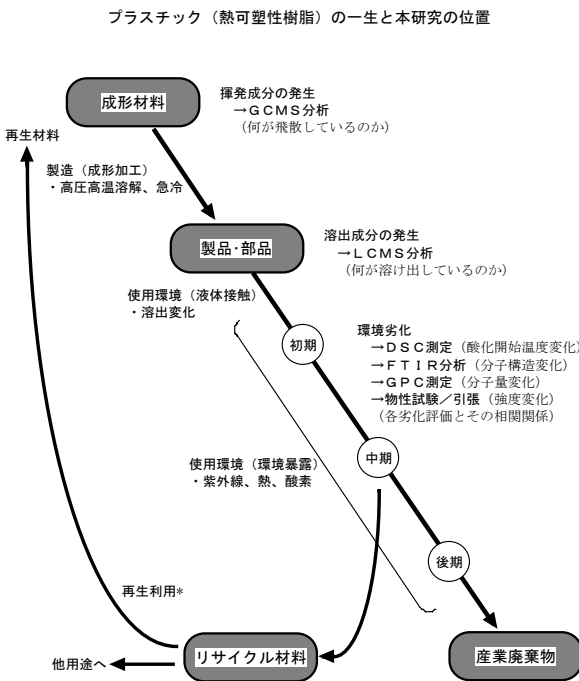 プラスチック（熱可塑性樹脂）の一生と本研究の位置
成形材料
揮発成分の発生
→ＧＣＭＳ分析
（何が飛散しているのか）
再生材料
製造（成形加工）
・高圧高温溶解、急冷
製品・部品
溶出成分の発生
→ＬＣＭＳ分析
（何が溶け出しているのか）
使用環境（液体接触）
・溶出変化
初期
環境劣化
→ＤＳＣ測定（酸化開始温度変化）
→ＦＴＩＲ分析（分子構造変化）
→ＧＰＣ測定（分子量変化）
→物性試験／引張（強度変化）
（各劣化評価とその相関関係）
中期
使用環境（環境暴露）
・紫外線、熱、酸素
後期
再生利用*
リサイクル材料
他用途へ
産業廃棄物